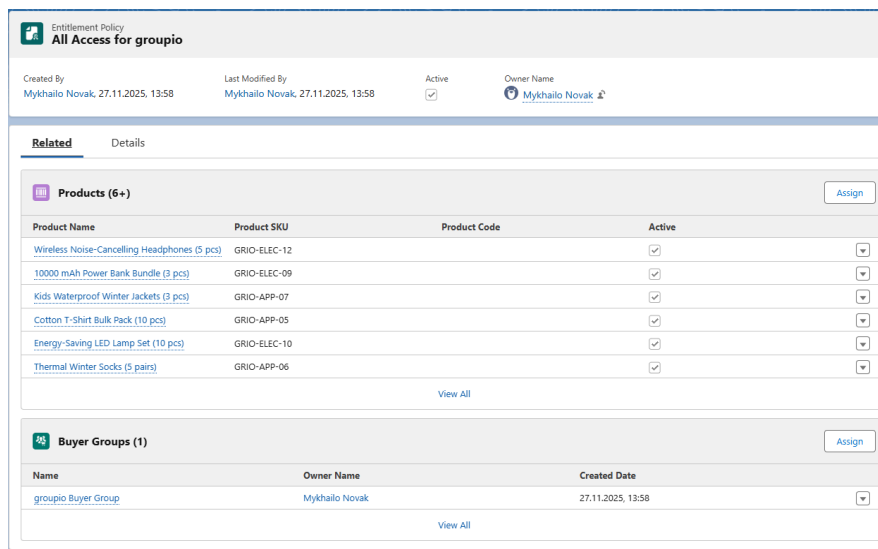 Entitlement Policy
All Access for groupio
Created By Last Modified By Active Owner Name
Mykhailo Novak, 27.11.2025, 13:58 Mykhailo Novak, 27.11.2025, 13:58 Mykhailo Novak
Related Details
Products (6+) Assign
Product Name Product SKU Product Code Active
Wireless Noise-Cancelling Headphones (5 pcs) GRIO-ELEC-12
10000 mAh Power Bank Bundle (3 pcs) GRIO-ELEC-09
Kids Waterproof Winter Jackets (3 pcs) GRIO-APP-07
Cotton T-Shirt Bulk Pack (10 pcs) GRIO-APP-05
Energy-Saving LED Lamp Set (10 pcs) GRIO-ELEC-10
Thermal Winter Socks (5 pairs) GRIO-APP-06
View All
Buyer Groups (1) Assign
Name Owner Name Created Date
groupio Buyer Group Mykhailo Novak 27.11.2025, 13:58
View All